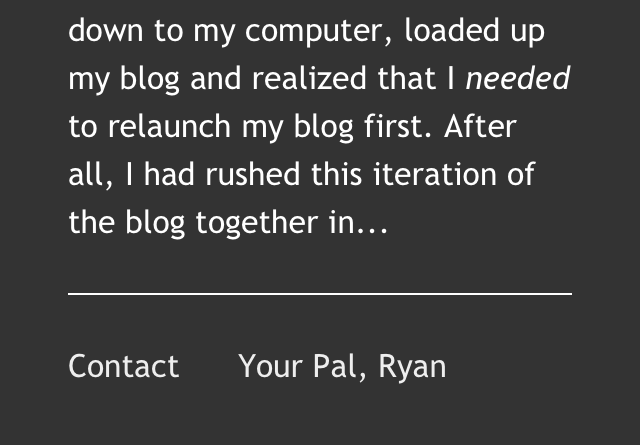 down to my computer, loaded up
my blog and realized that I needed
to relaunch my blog first. After
all, I had rushed this iteration of
the blog together in...
Contact Your Pal, Ryan